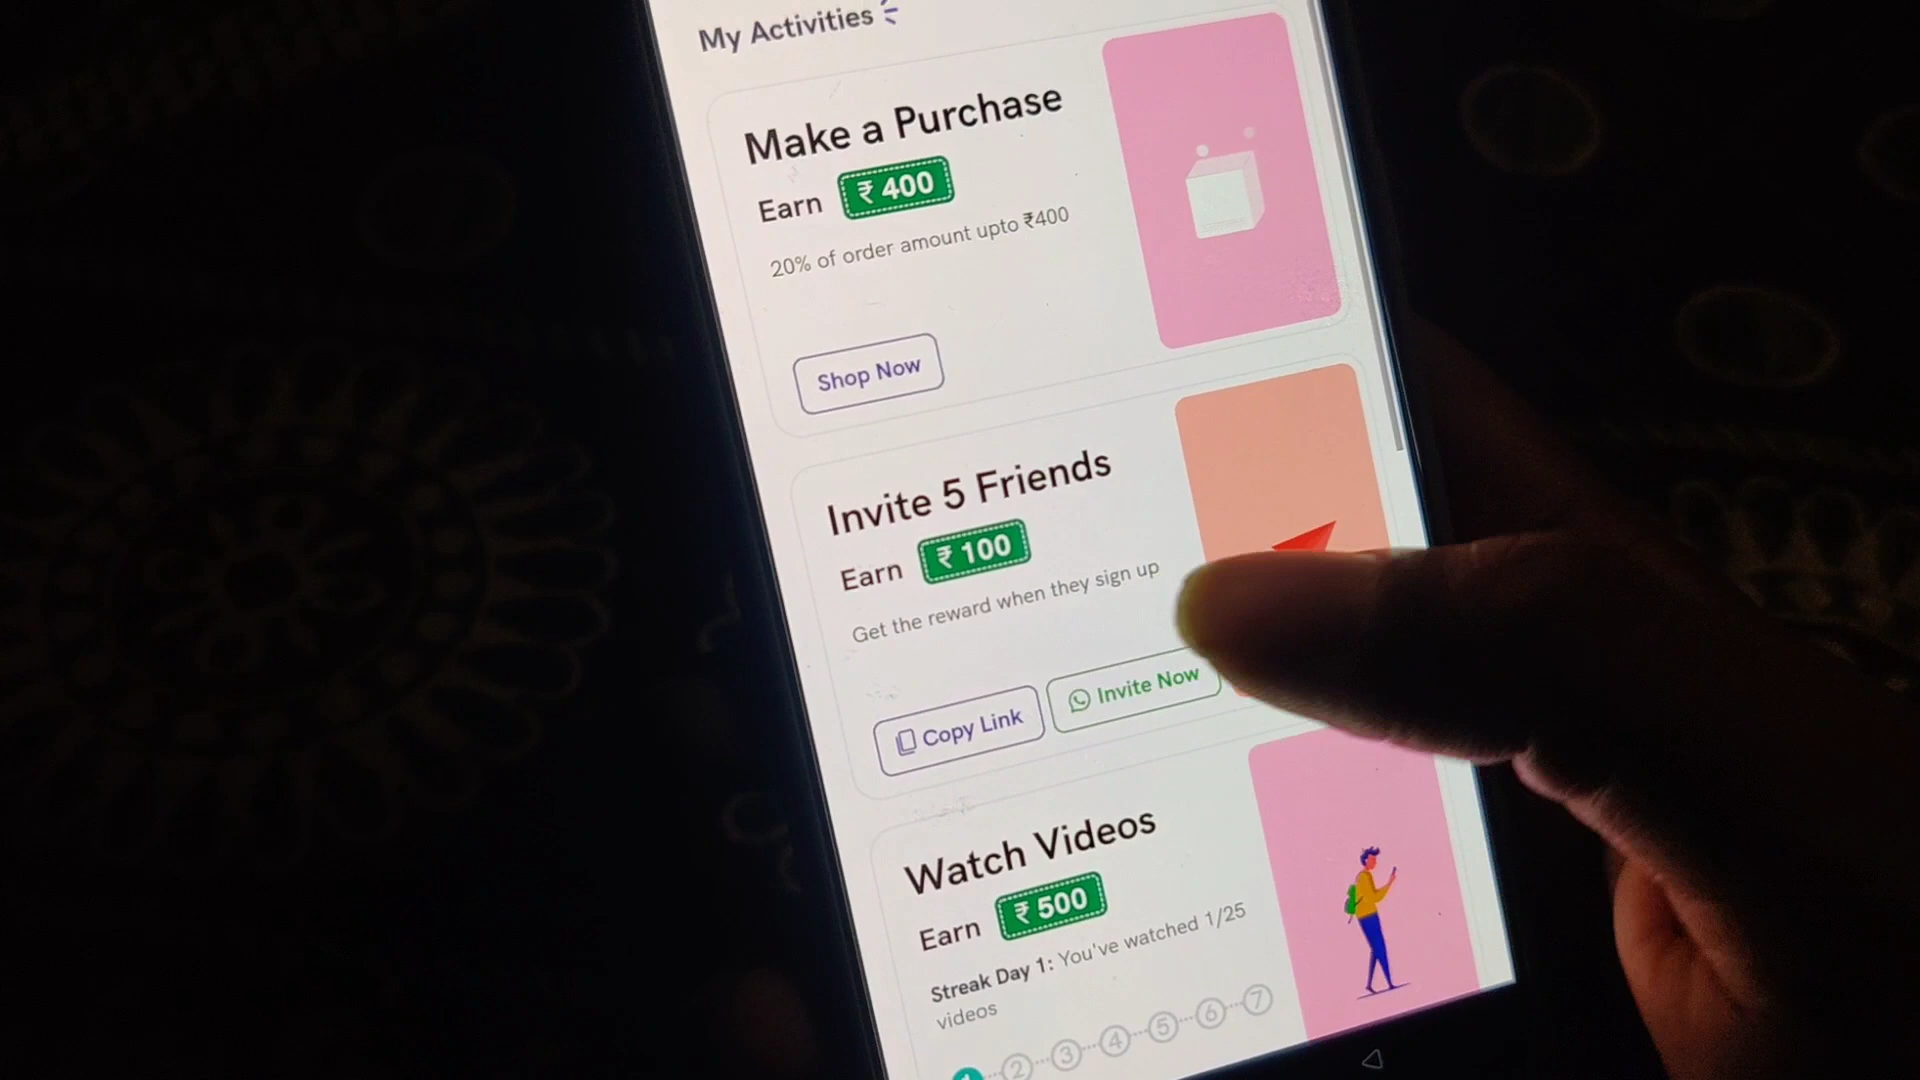 My Activities
Make a Purchase
Earn ₹ 400
20% of order amount upto ₹400
Shop Now
Invite 5 Friends
Earn ₹ 100
Get the reward when they sign up
Copy Link
Invite Now
Watch Videos
Earn ₹ 500
Streak Day 1: You've watched 1/25
videos
1 2 3 4 5 6 7